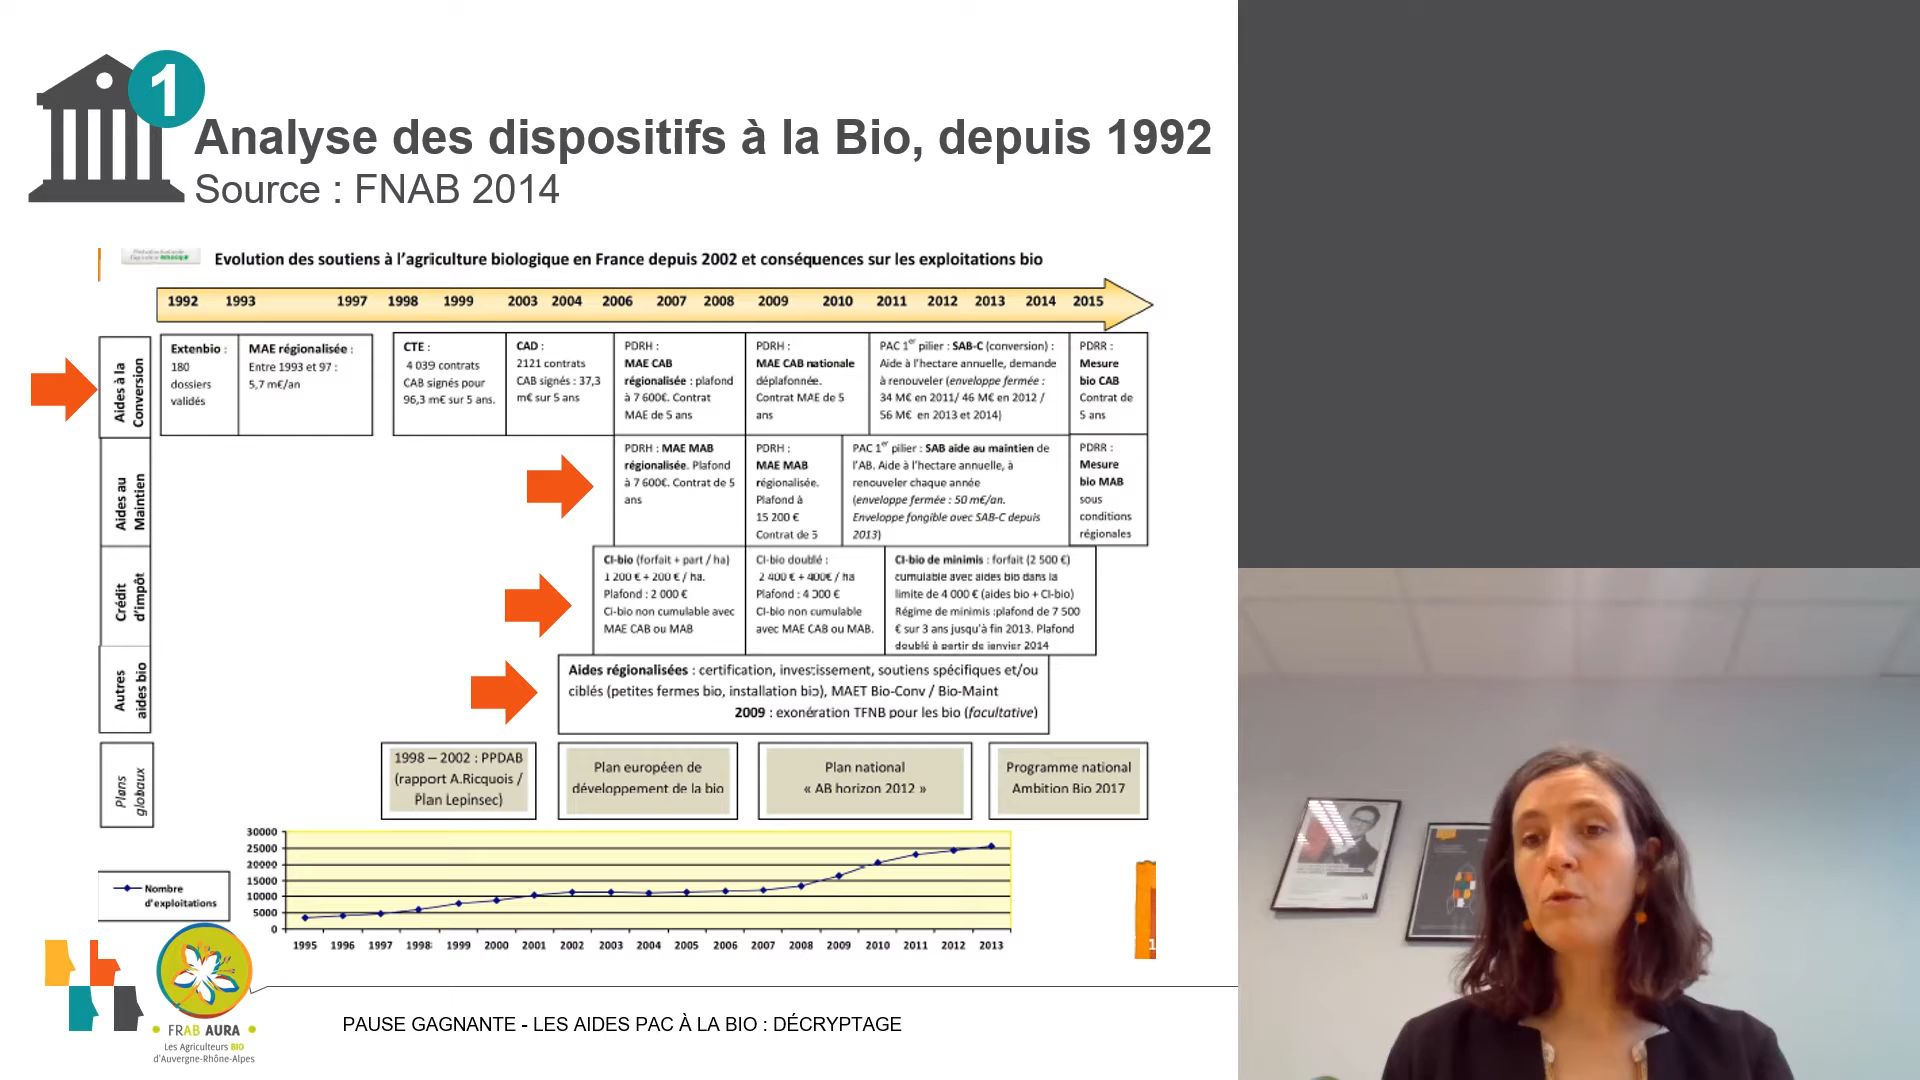 1
Analyse des dispositifs à la Bio, depuis 1992
Source : FNAB 2014
Evolution des soutiens à l'agriculture biologique en France depuis 2002 et conséquences sur les exploitations bio
1992 1993 1997 1998 1999 2003 2004 2006 2007 2008 2009 2010 2011 2012 2013 2014 2015
Aides à la
Conversion
Extenbio :
180
dossiers
validés
MAE régionalisée :
Entre 1993 et 97 :
5,7 m€/an
CTE :
4 039 contrats
CAB signés pour
96,3 m€ sur 5 ans.
CAD :
2121 contrats
CAB signés : 37,3
m€ sur 5 ans
PDRH :
MAE CAB
régionalisée : plafond
à 7 600€. Contrat
MAE de 5 ans
PDRH :
MAE CAB nationale
déplafonnée.
Contrat MAE de 5
ans
PAC 1er pilier : SAB-C (conversion) :
Aide à l'hectare annuelle, demande
à renouveler (enveloppe fermée :
34 M€ en 2011/ 46 M€ en 2012 /
56 M€ en 2013 et 2014)
PDRR :
Mesure
bio CAB
Contrat de
5 ans
Aides au
Maintien
PDRH : MAE MAB
régionalisée. Plafond
à 7 600€. Contrat de 5
ans
PDRH :
MAE MAB
régionalisée.
Plafond à
15 200 €
Contrat de 5
PAC 1er pilier : SAB aide au maintien de
l'AB. Aide à l'hectare annuelle, à
renouveler chaque année
(enveloppe fermée : 50 m€/an.
Enveloppe fongible avec SAB-C depuis
2013)
PDRR :
Mesure
bio MAB
sous
conditions
régionales
Crédit
d'impôt
CI-bio (forfait + part / ha)
1 200 € + 200 € / ha.
Plafond : 2 000 €
CI-bio non cumulable avec
MAE CAB ou MAB
CI-bio doublé :
2 400 € + 400€ / ha
Plafond : 4 000 €
CI-bio non cumulable
avec MAE CAB ou MAB.
CI-bio de minimis : forfait (2 500 €)
cumulable avec aides bio dans la
limite de 4 000 € (aides bio + CI-bio)
Régime de minimis :plafond de 7 500
€ sur 3 ans jusqu'à fin 2013. Plafond
doublé à partir de janvier 2014
Autres
aides bio
Aides régionalisées : certification, investissement, soutiens spécifiques et/ou
ciblés (petites fermes bio, installation bio), MAET Bio-Conv / Bio-Maint
2009 : exonération TFNB pour les bio (facultative)
Plans
globaux
1998 – 2002 : PPDAB
(rapport A.Ricquois /
Plan Lepinsec)
Plan européen de
développement de la bio
Plan national
« AB horizon 2012 »
Programme national
Ambition Bio 2017
30000
25000
20000
15000
10000
5000
0
Nombre
d'exploitations
1995 1996 1997 1998 1999 2000 2001 2002 2003 2004 2005 2006 2007 2008 2009 2010 2011 2012 2013
1
FRAB AURA
Les Agriculteurs BIO
d'Auvergne-Rhône-Alpes
PAUSE GAGNANTE - LES AIDES PAC À LA BIO : DÉCRYPTAGE